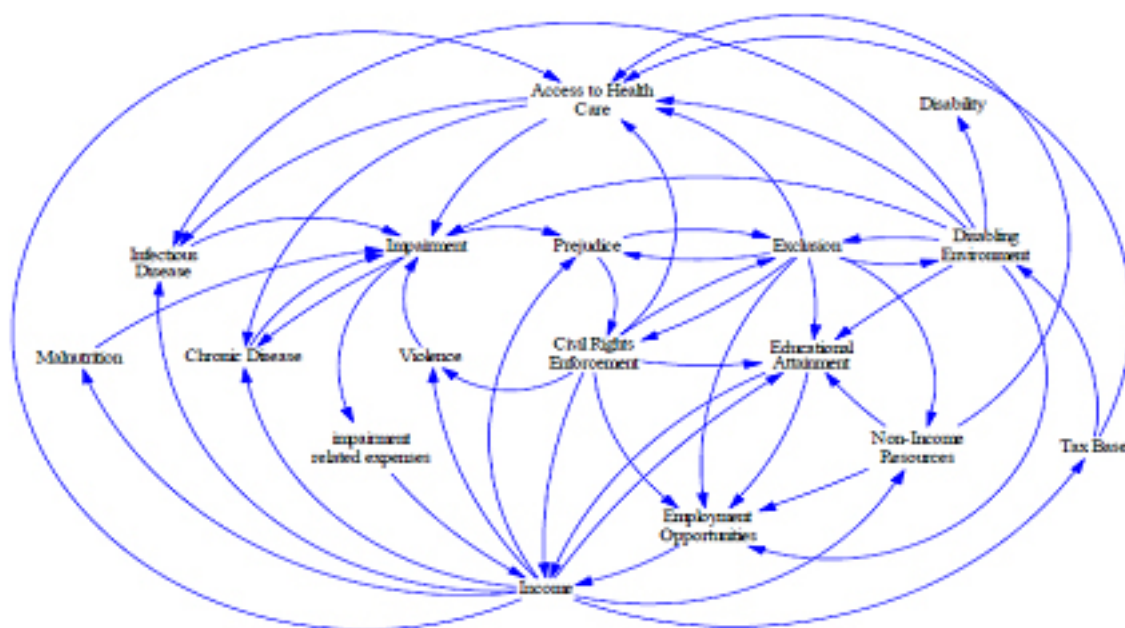 Access to Health
Care
Disability
Infectious
Disease
Impairment
Prejudice
Exclusion
Disabling
Environment
Malnutrition
Chronic Disease
Violence
Civil Rights
Enforcement
Educational
Attainment
impairment
related expenses
Non-Income
Resources
Tax Base
Employment
Opportunities
Income